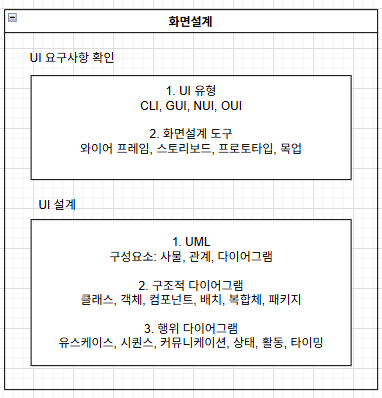 화면설계
UI 요구사항 확인
1. UI 유형
CLI, GUI, NUI, OUI
2. 화면설계 도구
와이어 프레임, 스토리보드, 프로토타입, 목업
UI 설계
1. UML
구성요소: 사물, 관계, 다이어그램
2. 구조적 다이어그램
클래스, 객체, 컴포넌트, 배치, 복합체, 패키지
3. 행위 다이어그램
유스케이스, 시퀀스, 커뮤니케이션, 상태, 활동, 타이밍